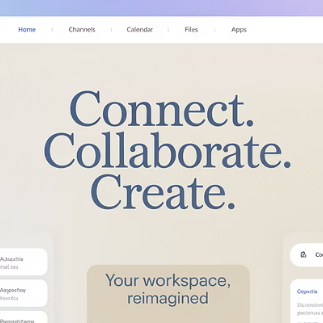 Home Channels Calendar Files Apps
Connect.
Collaborate.
Create.
Your workspace,
reimagined